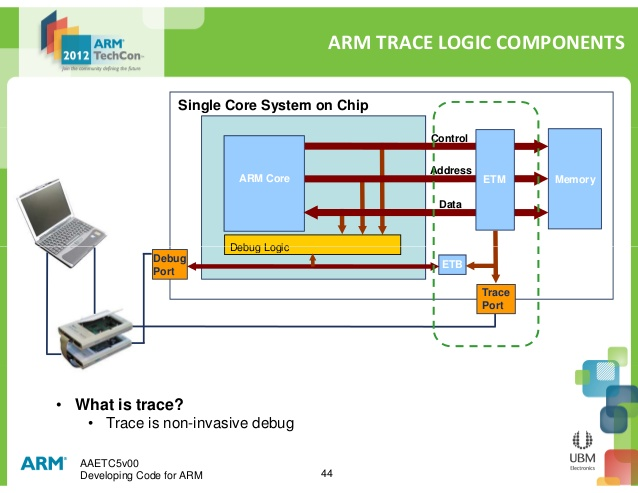 2012 ARM® TechCon™
Join the community defining the future
ARM TRACE LOGIC COMPONENTS
Single Core System on Chip
Control
ARM Core
Address
ETM
Memory
Data
Debug Logic
Debug
Port
ETB
Trace
Port
• What is trace?
• Trace is non-invasive debug
ARM®
AAETC5v00
Developing Code for ARM
44
UBM
Electronics